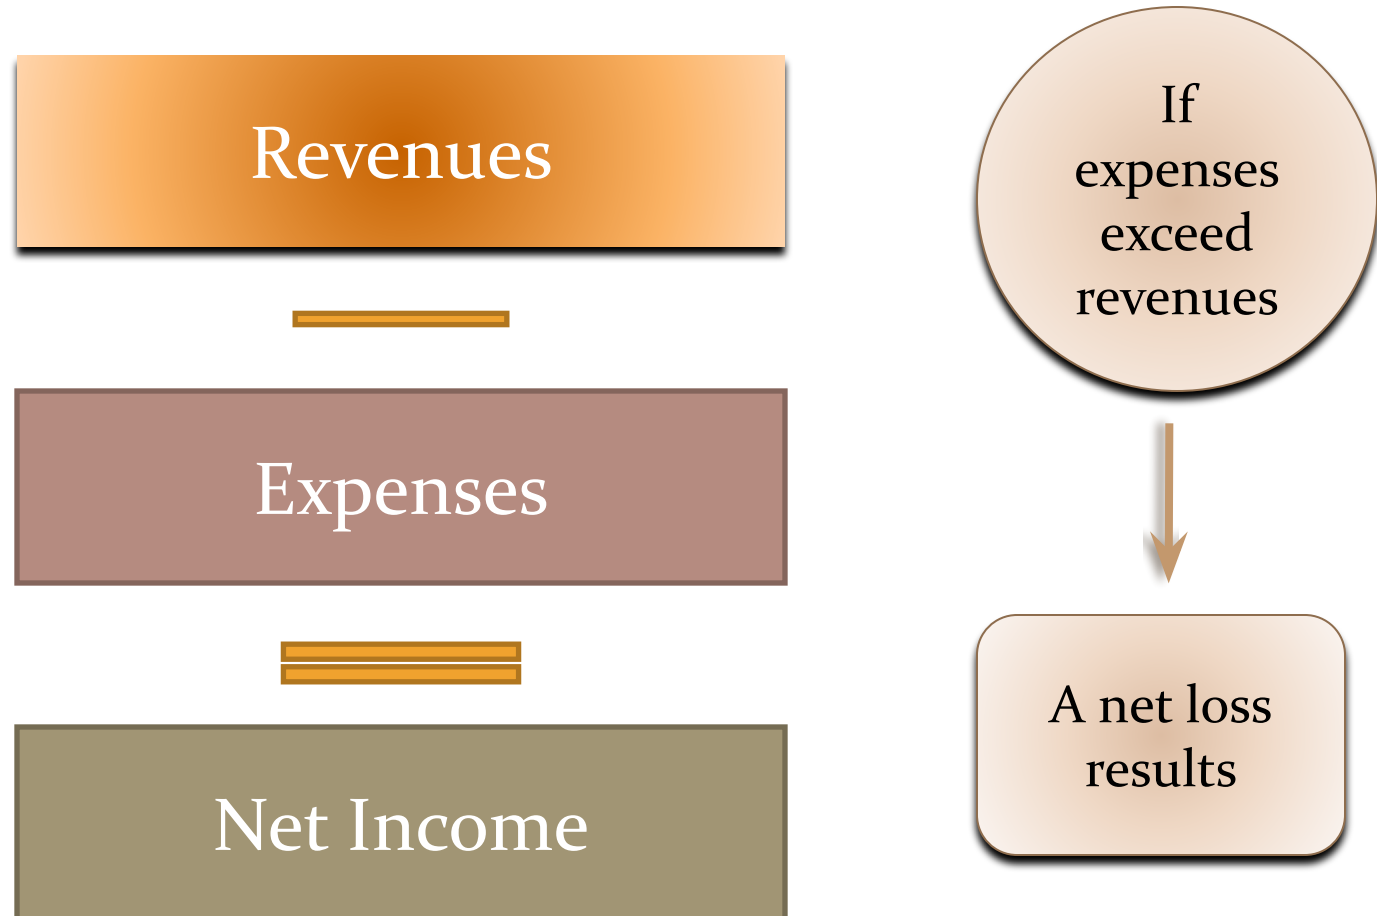 Revenues
Expenses
Net Income
If
expenses
exceed
revenues
A net loss
results